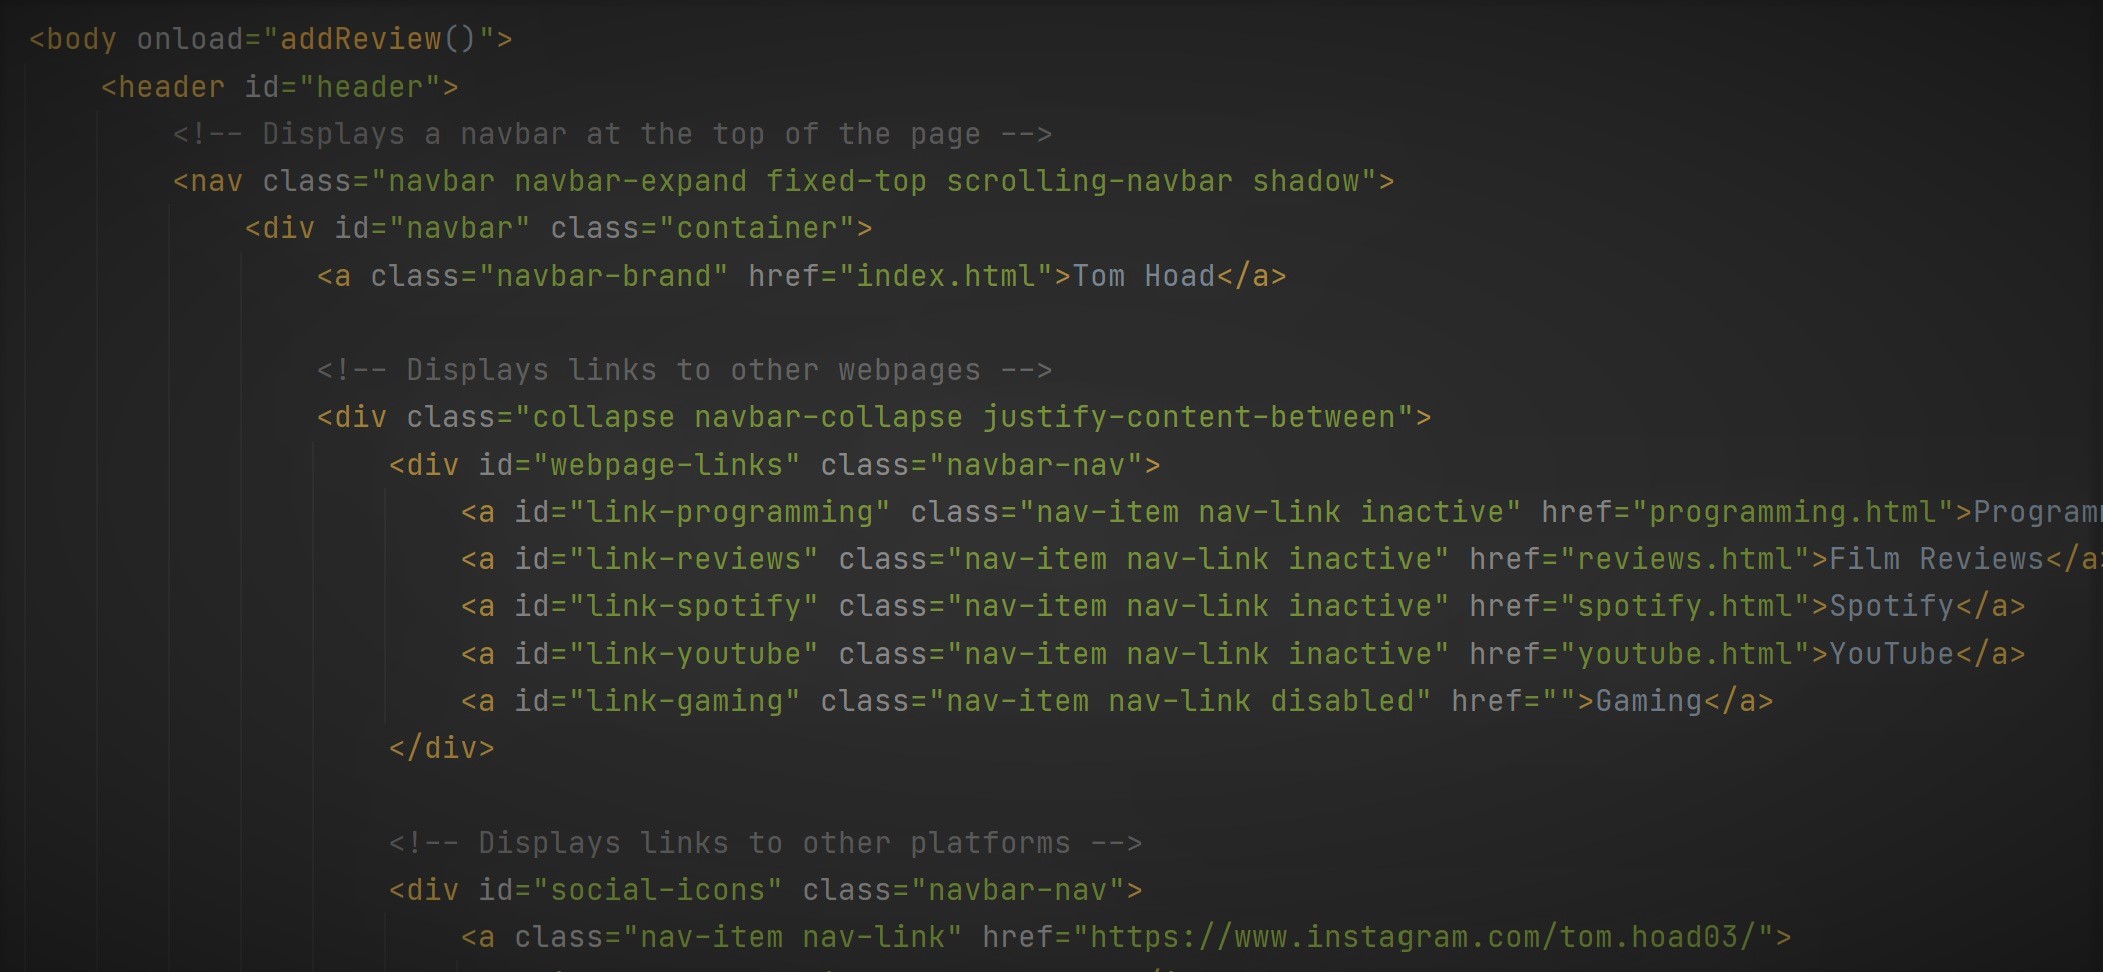 <body onload="addReview()">
<header id="header">
<!-- Displays a navbar at the top of the page -->
<nav class="navbar navbar-expand fixed-top scrolling-navbar shadow">
<div id="navbar" class="container">
<a class="navbar-brand" href="index.html">Tom Hoad</a>
<!-- Displays links to other webpages -->
<div class="collapse navbar-collapse justify-content-between">
<div id="webpage-links" class="navbar-nav">
<a id="link-programming" class="nav-item nav-link inactive" href="programming.html">
<a id="link-reviews" class="nav-item nav-link inactive" href="reviews.html">Film Reviews</a>
<a id="link-spotify" class="nav-item nav-link inactive" href="spotify.html">Spotify</a>
<a id="link-youtube" class="nav-item nav-link inactive" href="youtube.html">YouTube</a>
<a id="link-gaming" class="nav-item nav-link disabled" href="">Gaming</a>
</div>
<!-- Displays links to other platforms -->
<div id="social-icons" class="navbar-nav">
<a class="nav-item nav-link" href="https://www.instagram.com/tom.hoad03/">